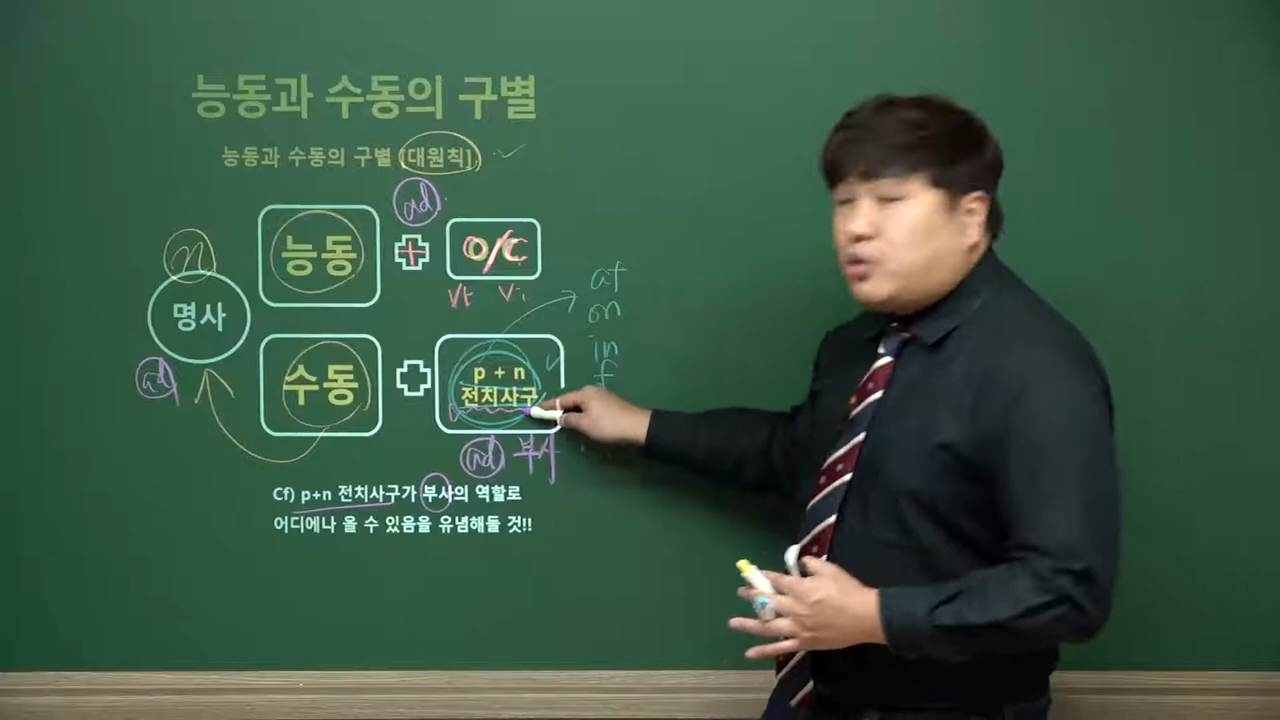 능동과 수동의 구별
능동과 수동의 구별 [대원칙]
ad
n
능동 + O/C
Vt Vi
명사
at
on
in
f
수동 + p + n
전치사구
ad
ad 부사
Cf) p+n 전치사구가 부사의 역할로
어디에나 올 수 있음을 유념해들 것!!